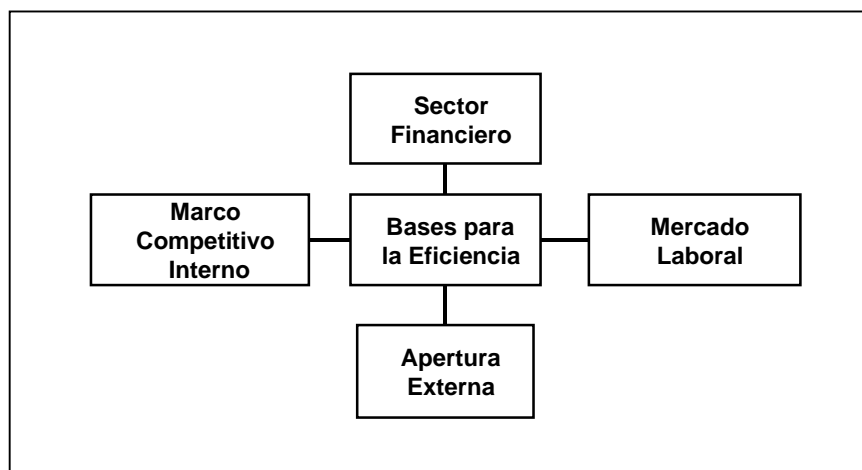 Sector
Financiero
Marco
Competitivo
Interno
Bases para
la Eficiencia
Mercado
Laboral
Apertura
Externa